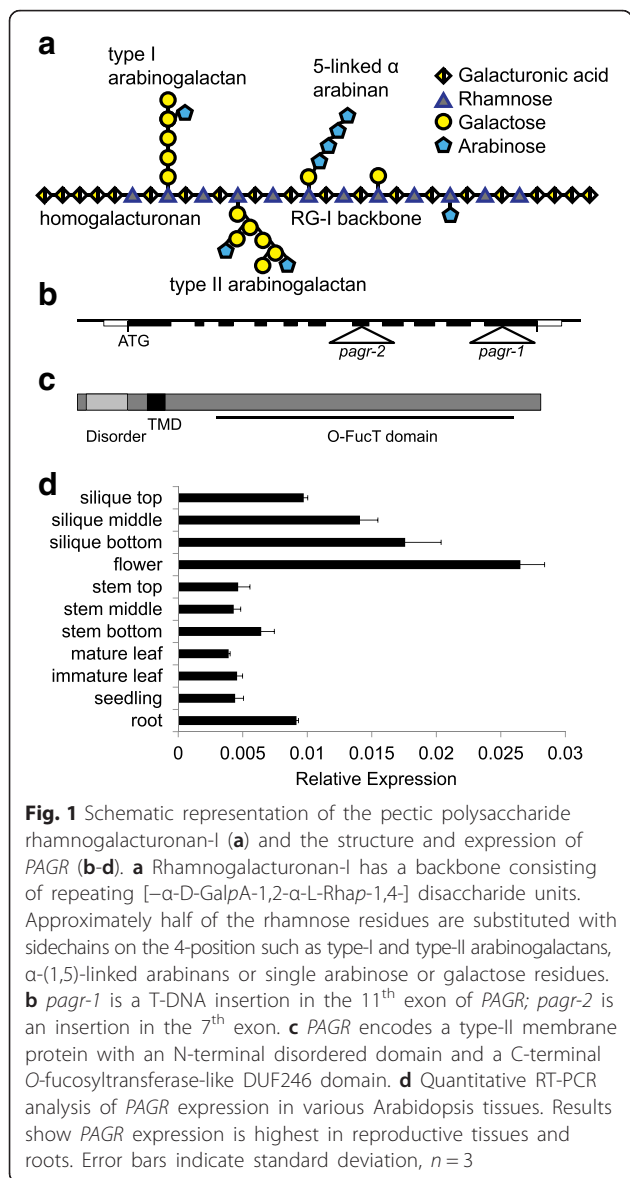 a
type I
arabinogalactan
5-linked α
arabinan
Galacturonic acid
Rhamnose
Galactose
Arabinose
homogalacturonan
RG-I backbone
type II arabinogalactan
b
ATG
pagr-2
pagr-1
c
TMD
Disorder
O-FucT domain
d
silique top
silique middle
silique bottom
flower
stem top
stem middle
stem bottom
mature leaf
immature leaf
seedling
root
0 0.005 0.01 0.015 0.02 0.025 0.03
Relative Expression
Fig. 1 Schematic representation of the pectic polysaccharide
rhamnogalacturonan-I (a) and the structure and expression of
PAGR (b-d). a Rhamnogalacturonan-I has a backbone consisting
of repeating [−α-D-GalpA-1,2-α-L-Rhap-1,4-] disaccharide units.
Approximately half of the rhamnose residues are substituted with
sidechains on the 4-position such as type-I and type-II arabinogalactans,
α-(1,5)-linked arabinans or single arabinose or galactose residues.
b pagr-1 is a T-DNA insertion in the 11th exon of PAGR; pagr-2 is
an insertion in the 7th exon. c PAGR encodes a type-II membrane
protein with an N-terminal disordered domain and a C-terminal
O-fucosyltransferase-like DUF246 domain. d Quantitative RT-PCR
analysis of PAGR expression in various Arabidopsis tissues. Results
show PAGR expression is highest in reproductive tissues and
roots. Error bars indicate standard deviation, n = 3